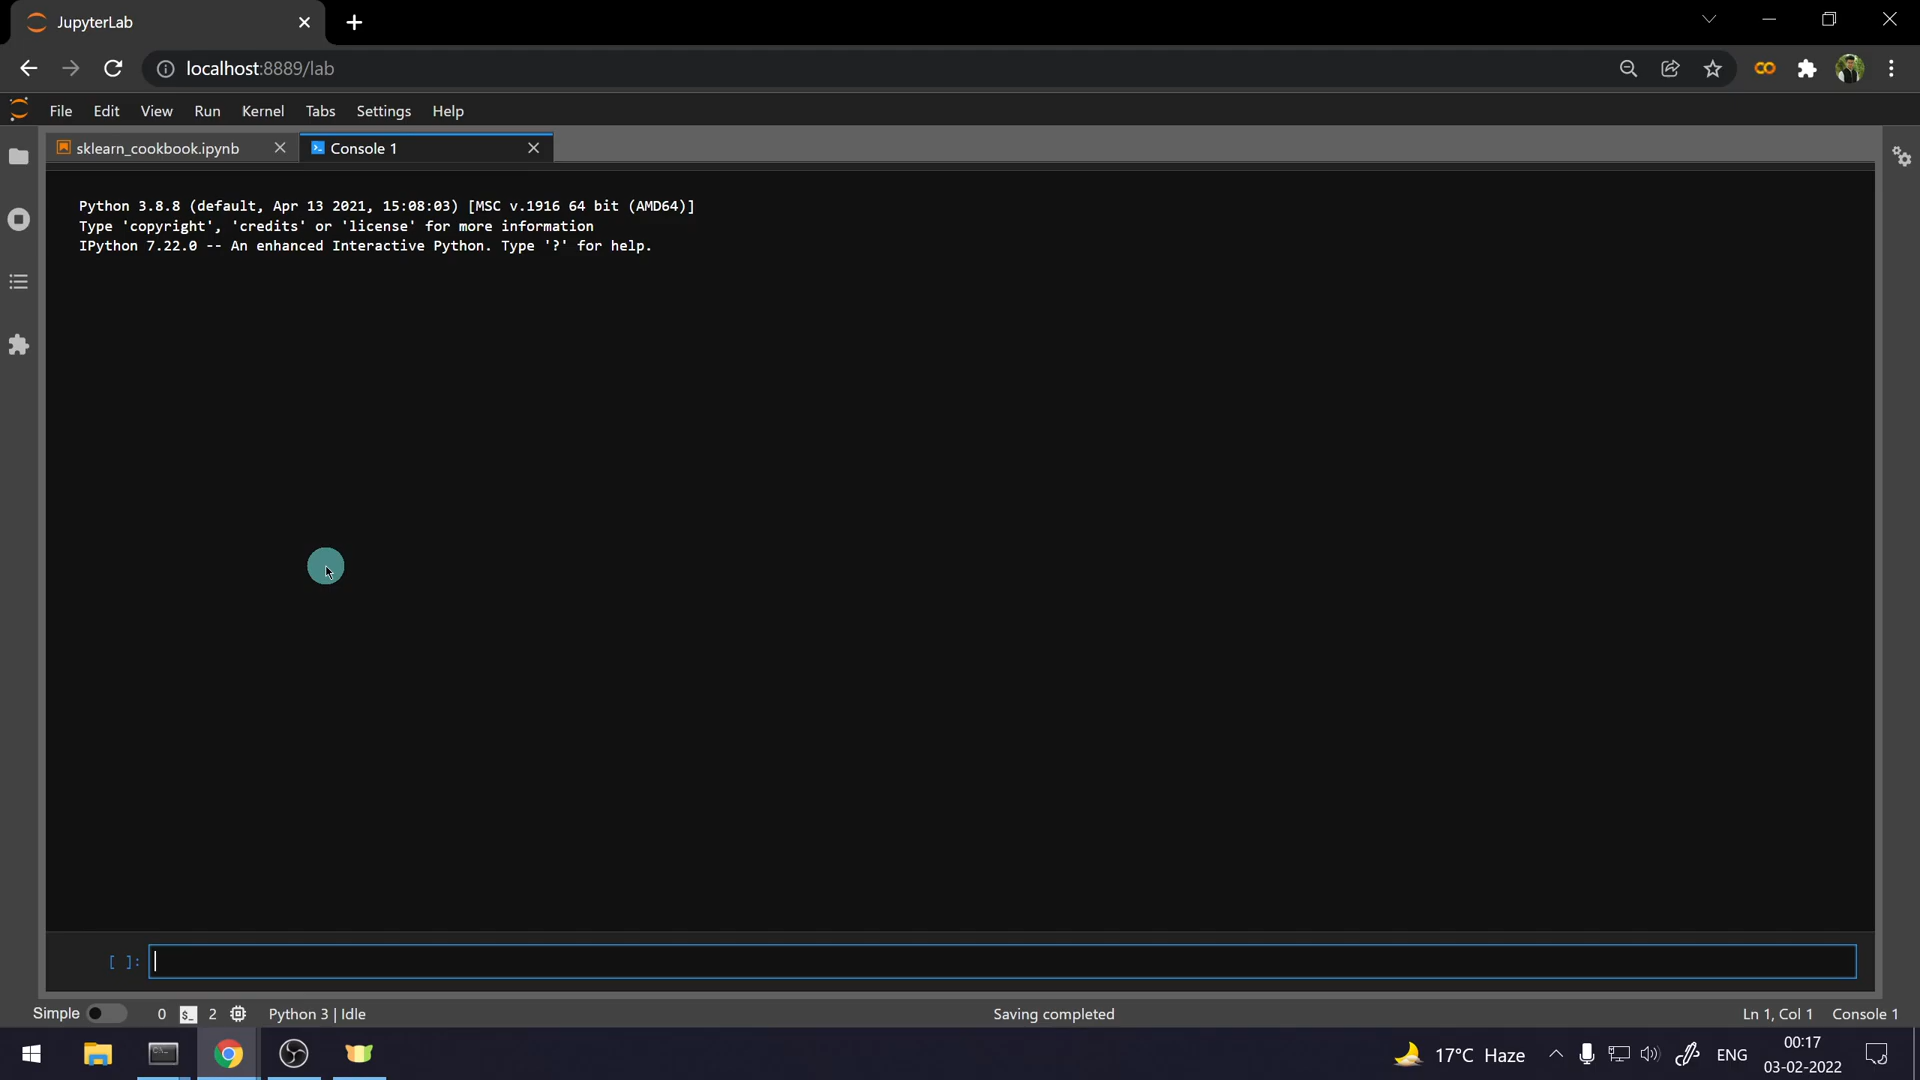 JupyterLab
localhost:8889/lab
File Edit View Run Kernel Tabs Settings Help
sklearn_cookbook.ipynb Console 1
Python 3.8.8 (default, Apr 13 2021, 15:08:03) [MSC v.1916 64 bit (AMD64)]
Type 'copyright', 'credits' or 'license' for more information
IPython 7.22.0 -- An enhanced Interactive Python. Type '?' for help.
[ ]:
Simple 0 $_ 2 Python 3 | Idle Saving completed Ln 1, Col 1 Console 1
17°C Haze ENG 00:17
03-02-2022